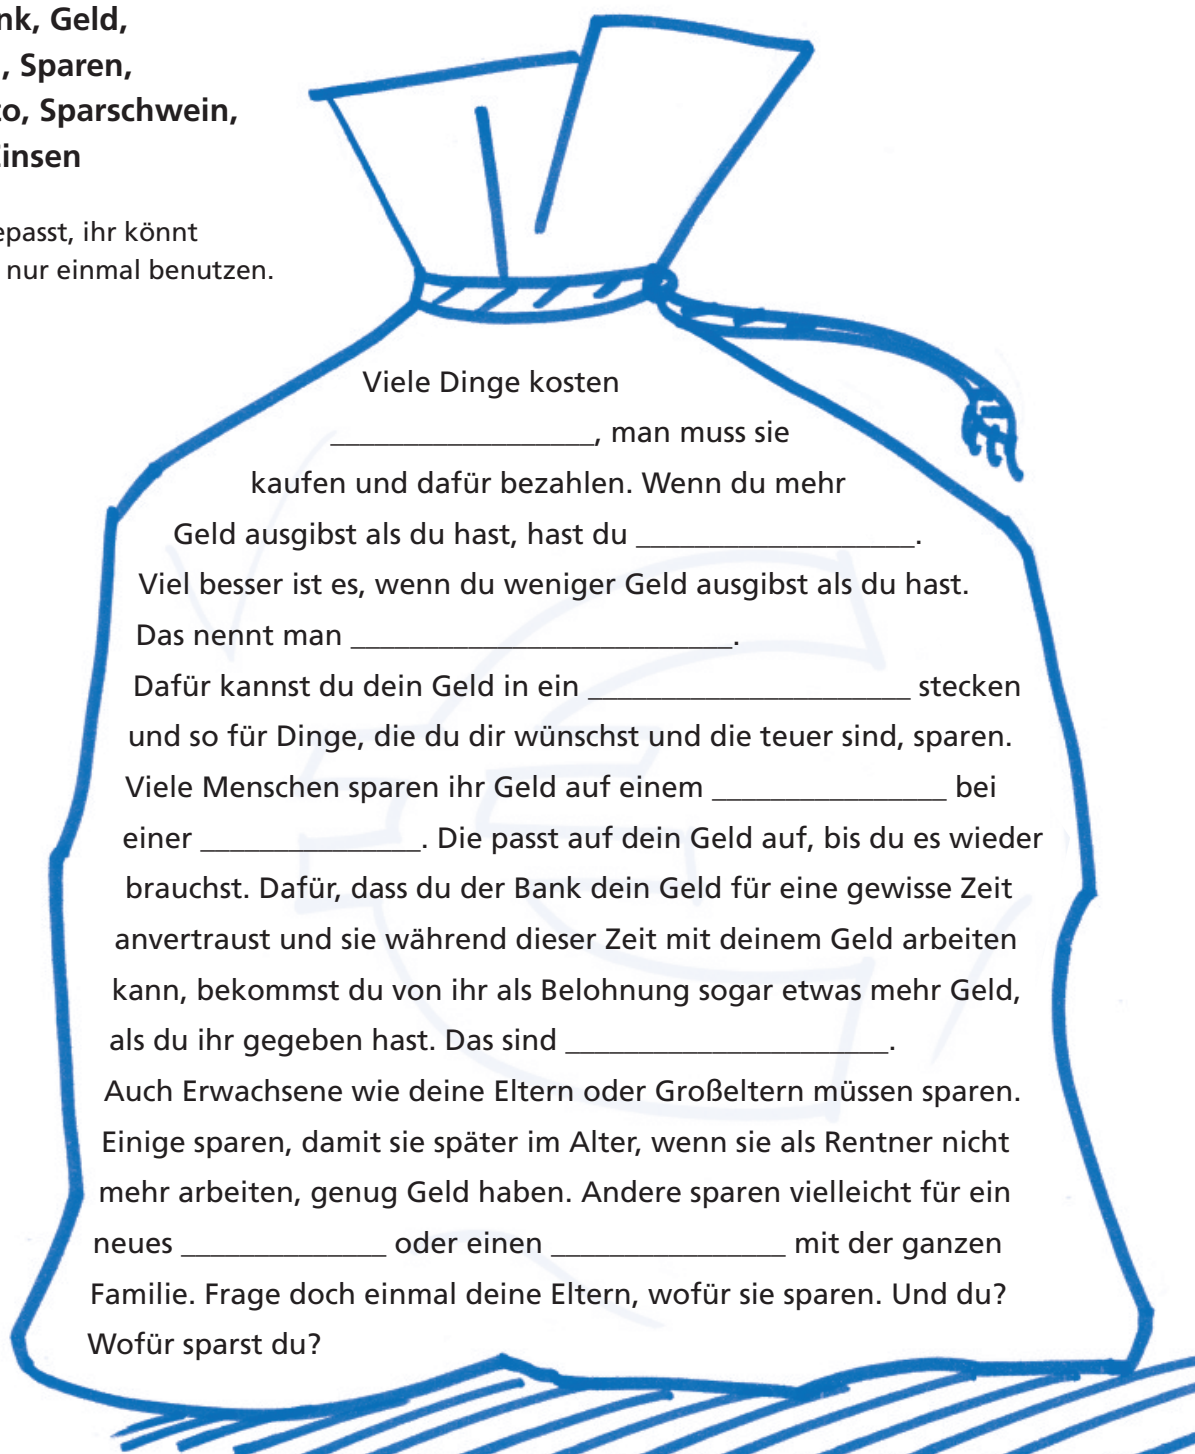 nk, Geld,
, Sparen,
to, Sparschwein,
insen
epasst, ihr könnt
nur einmal benutzen.
Viele Dinge kosten
__________________, man muss sie
kaufen und dafür bezahlen. Wenn du mehr
Geld ausgibst als du hast, hast du ___________________.
Viel besser ist es, wenn du weniger Geld ausgibst als du hast.
Das nennt man __________________________.
Dafür kannst du dein Geld in ein ______________________ stecken
und so für Dinge, die du dir wünschst und die teuer sind, sparen.
Viele Menschen sparen ihr Geld auf einem ________________ bei
einer _______________. Die passt auf dein Geld auf, bis du es wieder
brauchst. Dafür, dass du der Bank dein Geld für eine gewisse Zeit
anvertraust und sie während dieser Zeit mit deinem Geld arbeiten
kann, bekommst du von ihr als Belohnung sogar etwas mehr Geld,
als du ihr gegeben hast. Das sind ______________________.
Auch Erwachsene wie deine Eltern oder Großeltern müssen sparen.
Einige sparen, damit sie später im Alter, wenn sie als Rentner nicht
mehr arbeiten, genug Geld haben. Andere sparen vielleicht für ein
neues ______________ oder einen ________________ mit der ganzen
Familie. Frage doch einmal deine Eltern, wofür sie sparen. Und du?
Wofür sparst du?